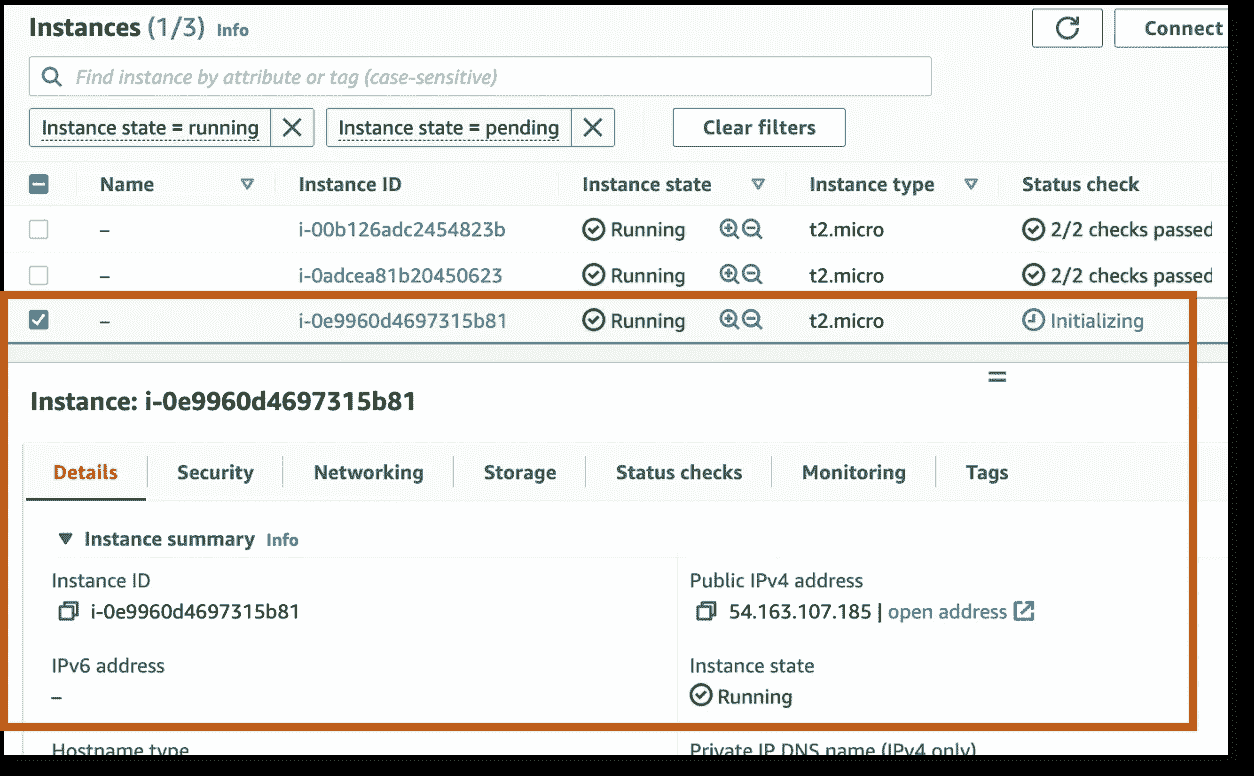 Instances (1/3) Info
Connect
Find instance by attribute or tag (case-sensitive)
Instance state = running
Instance state = pending
Clear filters
Name Instance ID Instance state Instance type Status check
– i-00b126adc2454823b Running t2.micro 2/2 checks passed
– i-0adcea81b20450623 Running t2.micro 2/2 checks passed
– i-0e9960d4697315b81 Running t2.micro Initializing
Instance: i-0e9960d4697315b81
Details Security Networking Storage Status checks Monitoring Tags
Instance summary Info
Instance ID
i-0e9960d4697315b81
Public IPv4 address
54.163.107.185 | open address
IPv6 address
–
Instance state
Running
Hostname type
Private IP DNS name (IPv4 only)